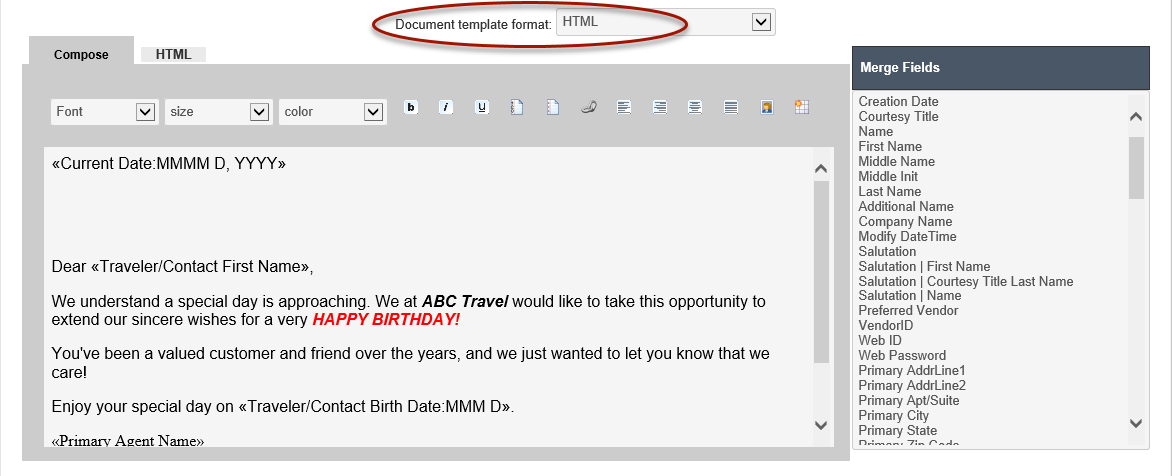 Document template format: HTML
Compose HTML
Merge Fields
Font size color b i u
Creation Date
Courtesy Title
Name
First Name
Middle Name
Middle Init
Last Name
Additional Name
Company Name
Modify DateTime
Salutation
Salutation | First Name
Salutation | Courtesy Title Last Name
Salutation | Name
Preferred Vendor
VendorID
Web ID
Web Password
Primary AddrLine1
Primary AddrLine2
Primary Apt/Suite
Primary City
Primary State
Primary Zip Code
«Current Date:MMMM D, YYYY»
Dear «Traveler/Contact First Name»,
We understand a special day is approaching. We at ABC Travel would like to take this opportunity to
extend our sincere wishes for a very HAPPY BIRTHDAY!
You've been a valued customer and friend over the years, and we just wanted to let you know that we
care!
Enjoy your special day on «Traveler/Contact Birth Date:MMM D».
«Primary Agent Name»